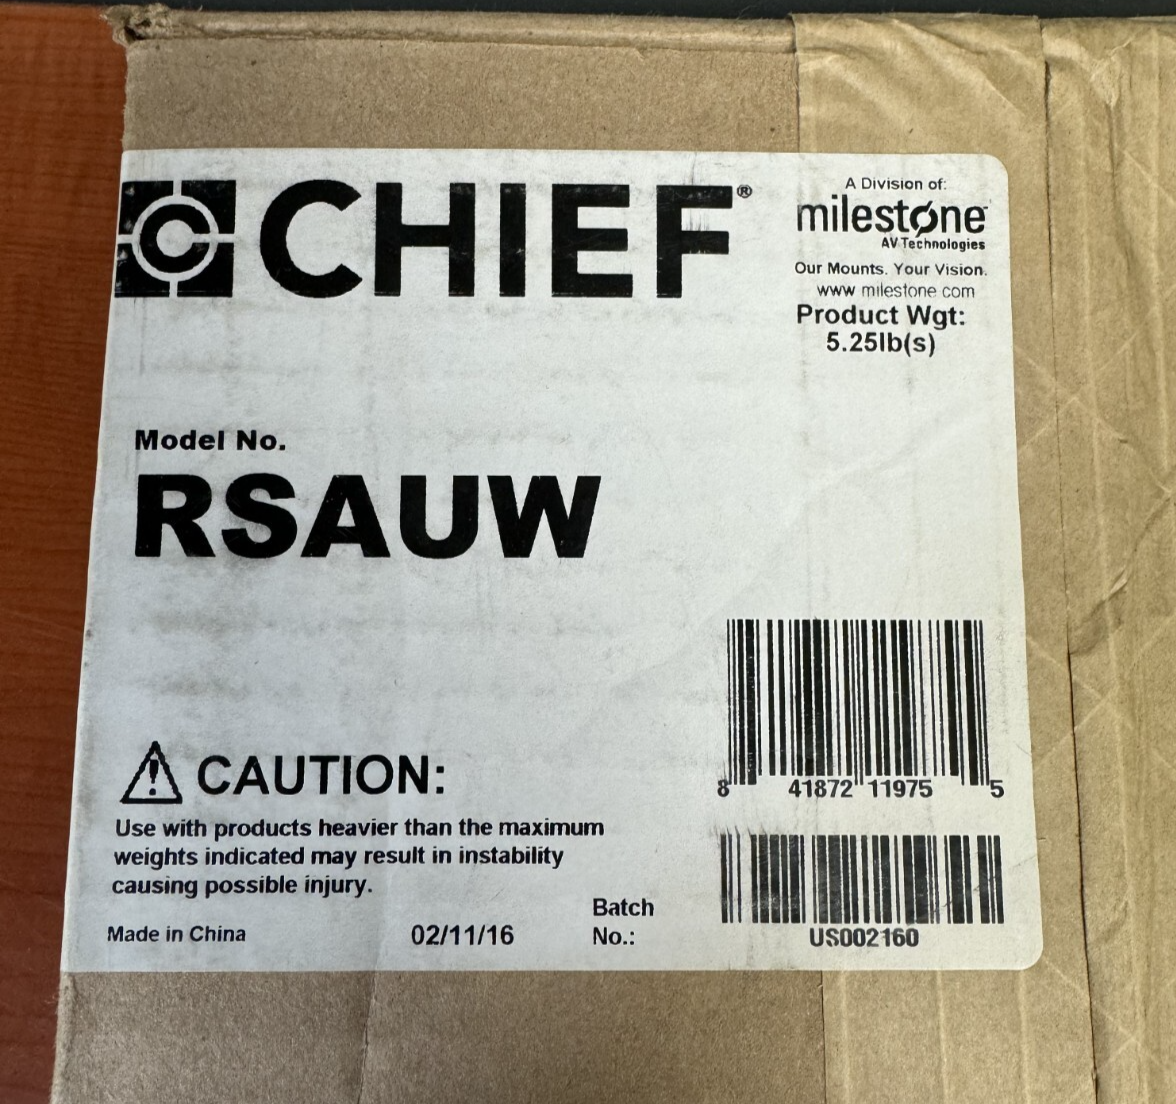 CHIEF®
A Division of:
milestone
AV Technologies
Our Mounts. Your Vision.
www milestone com
Product Wgt:
5.25lb(s)
Model No.
RSAUW
CAUTION:
Use with products heavier than the maximum
weights indicated may result in instability
causing possible injury.
Made in China
02/11/16
Batch
No.:
8 41872 11975 5
US002160